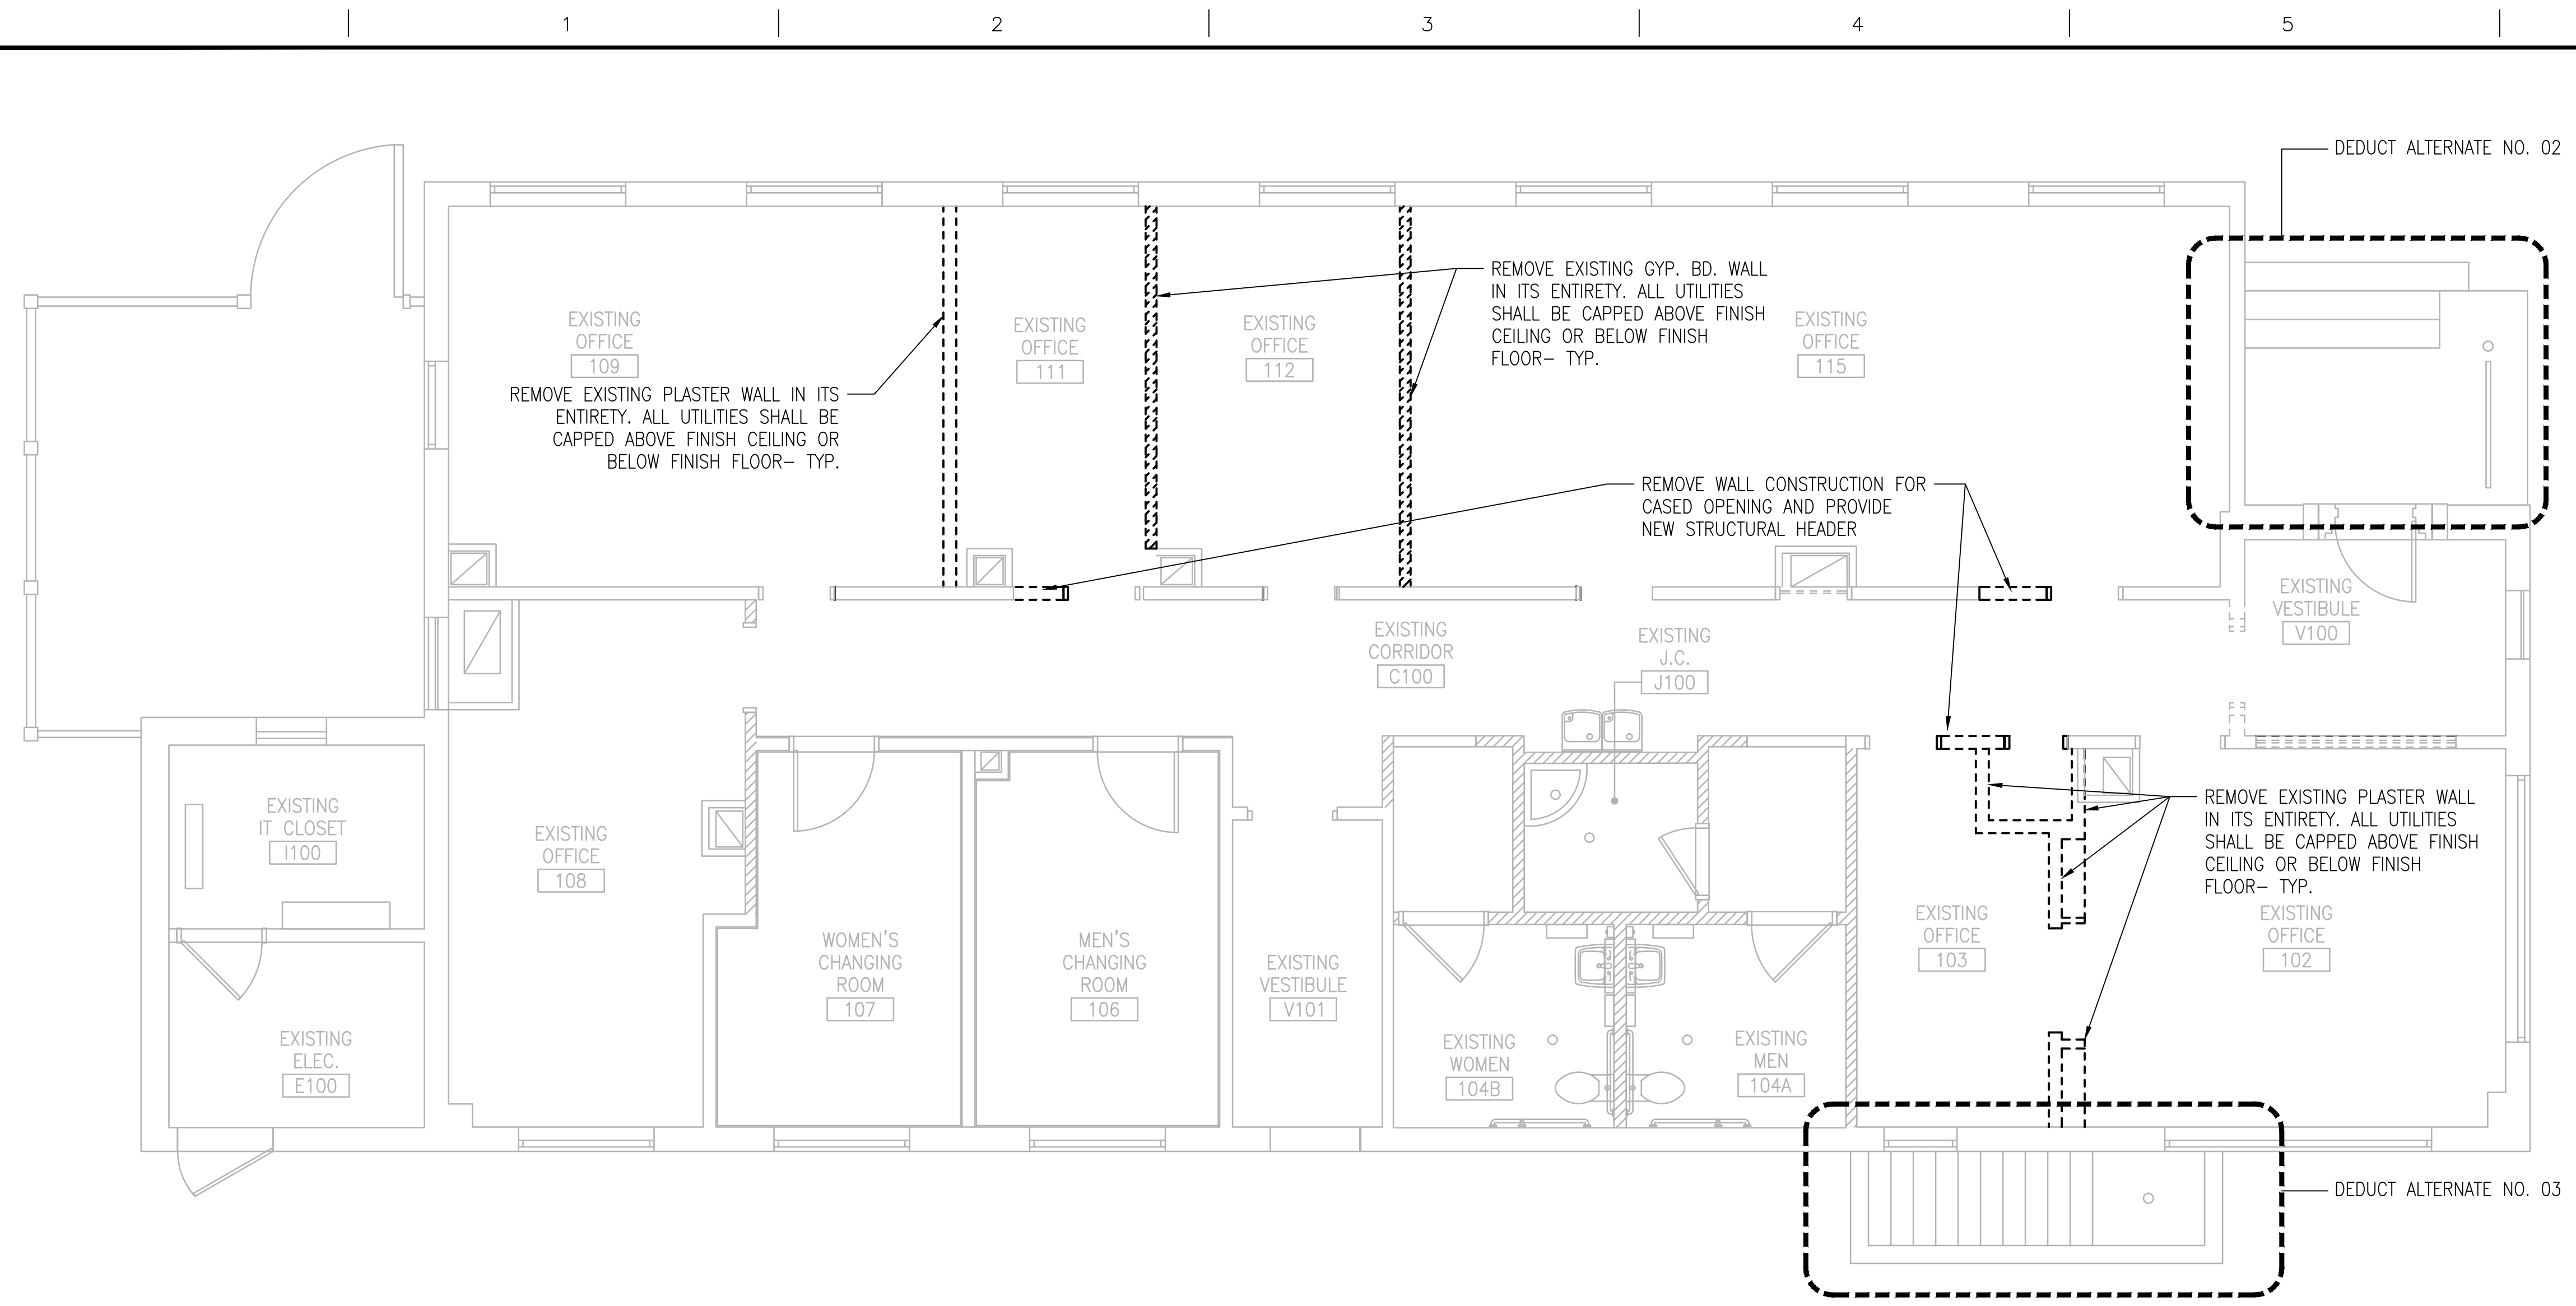 1
2
3
4
5
DEDUCT ALTERNATE NO. 02
REMOVE EXISTING GYP. BD. WALL
IN ITS ENTIRETY. ALL UTILITIES
SHALL BE CAPPED ABOVE FINISH
CEILING OR BELOW FINISH
FLOOR- TYP.
EXISTING
OFFICE
109
EXISTING
OFFICE
111
EXISTING
OFFICE
112
EXISTING
OFFICE
115
REMOVE EXISTING PLASTER WALL IN ITS
ENTIRETY. ALL UTILITIES SHALL BE
CAPPED ABOVE FINISH CEILING OR
BELOW FINISH FLOOR- TYP.
REMOVE WALL CONSTRUCTION FOR
CASED OPENING AND PROVIDE
NEW STRUCTURAL HEADER
EXISTING
VESTIBULE
V100
EXISTING
CORRIDOR
C100
EXISTING
J.C.
J100
EXISTING
IT CLOSET
I100
EXISTING
OFFICE
108
REMOVE EXISTING PLASTER WALL
IN ITS ENTIRETY. ALL UTILITIES
SHALL BE CAPPED ABOVE FINISH
CEILING OR BELOW FINISH
FLOOR- TYP.
WOMEN'S
CHANGING
ROOM
107
MEN'S
CHANGING
ROOM
106
EXISTING
VESTIBULE
V101
EXISTING
OFFICE
103
EXISTING
OFFICE
102
EXISTING
ELEC.
E100
EXISTING
WOMEN
104B
EXISTING
MEN
104A
DEDUCT ALTERNATE NO. 03